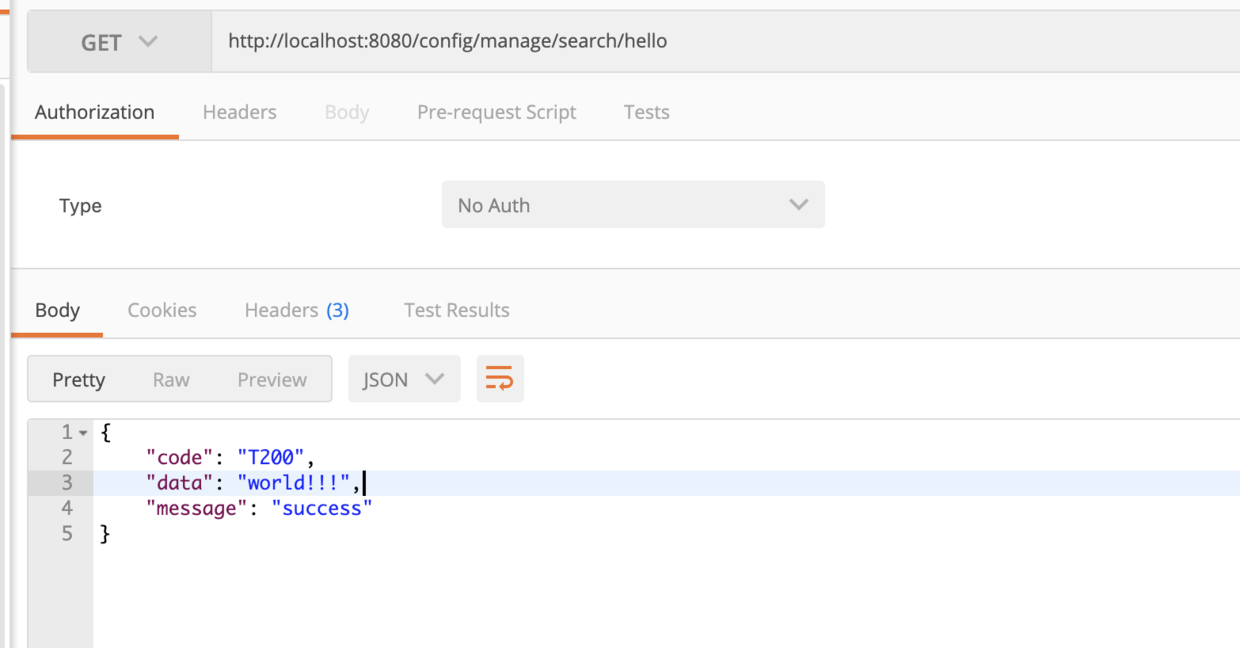 GET http://localhost:8080/config/manage/search/hello
Authorization Headers Body Pre-request Script Tests
Type No Auth
Body Cookies Headers (3) Test Results
Pretty Raw Preview JSON
1 {
2 "code": "T200",
3 "data": "world!!!",
4 "message": "success"
5 }